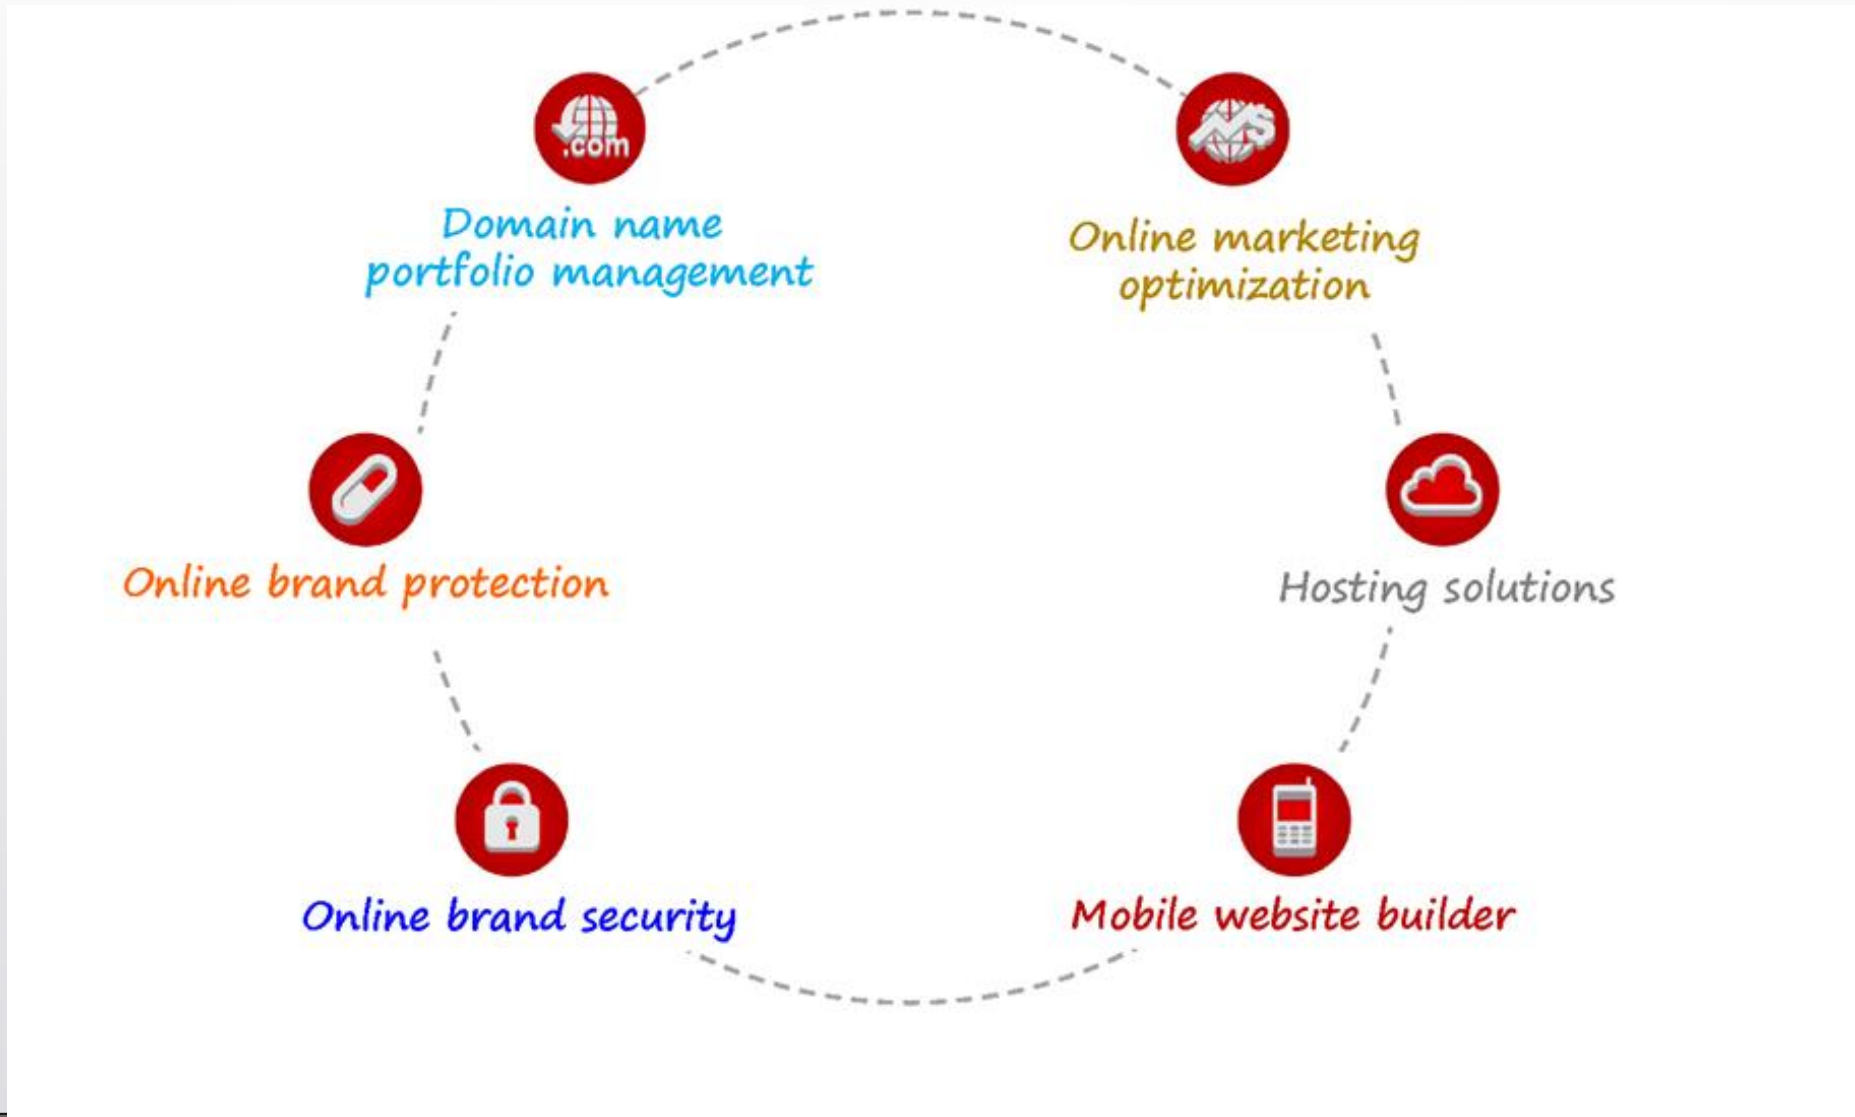 .com
Domain name
portfolio management
$
Online marketing
optimization
Online brand protection
Hosting solutions
Online brand security
Mobile website builder